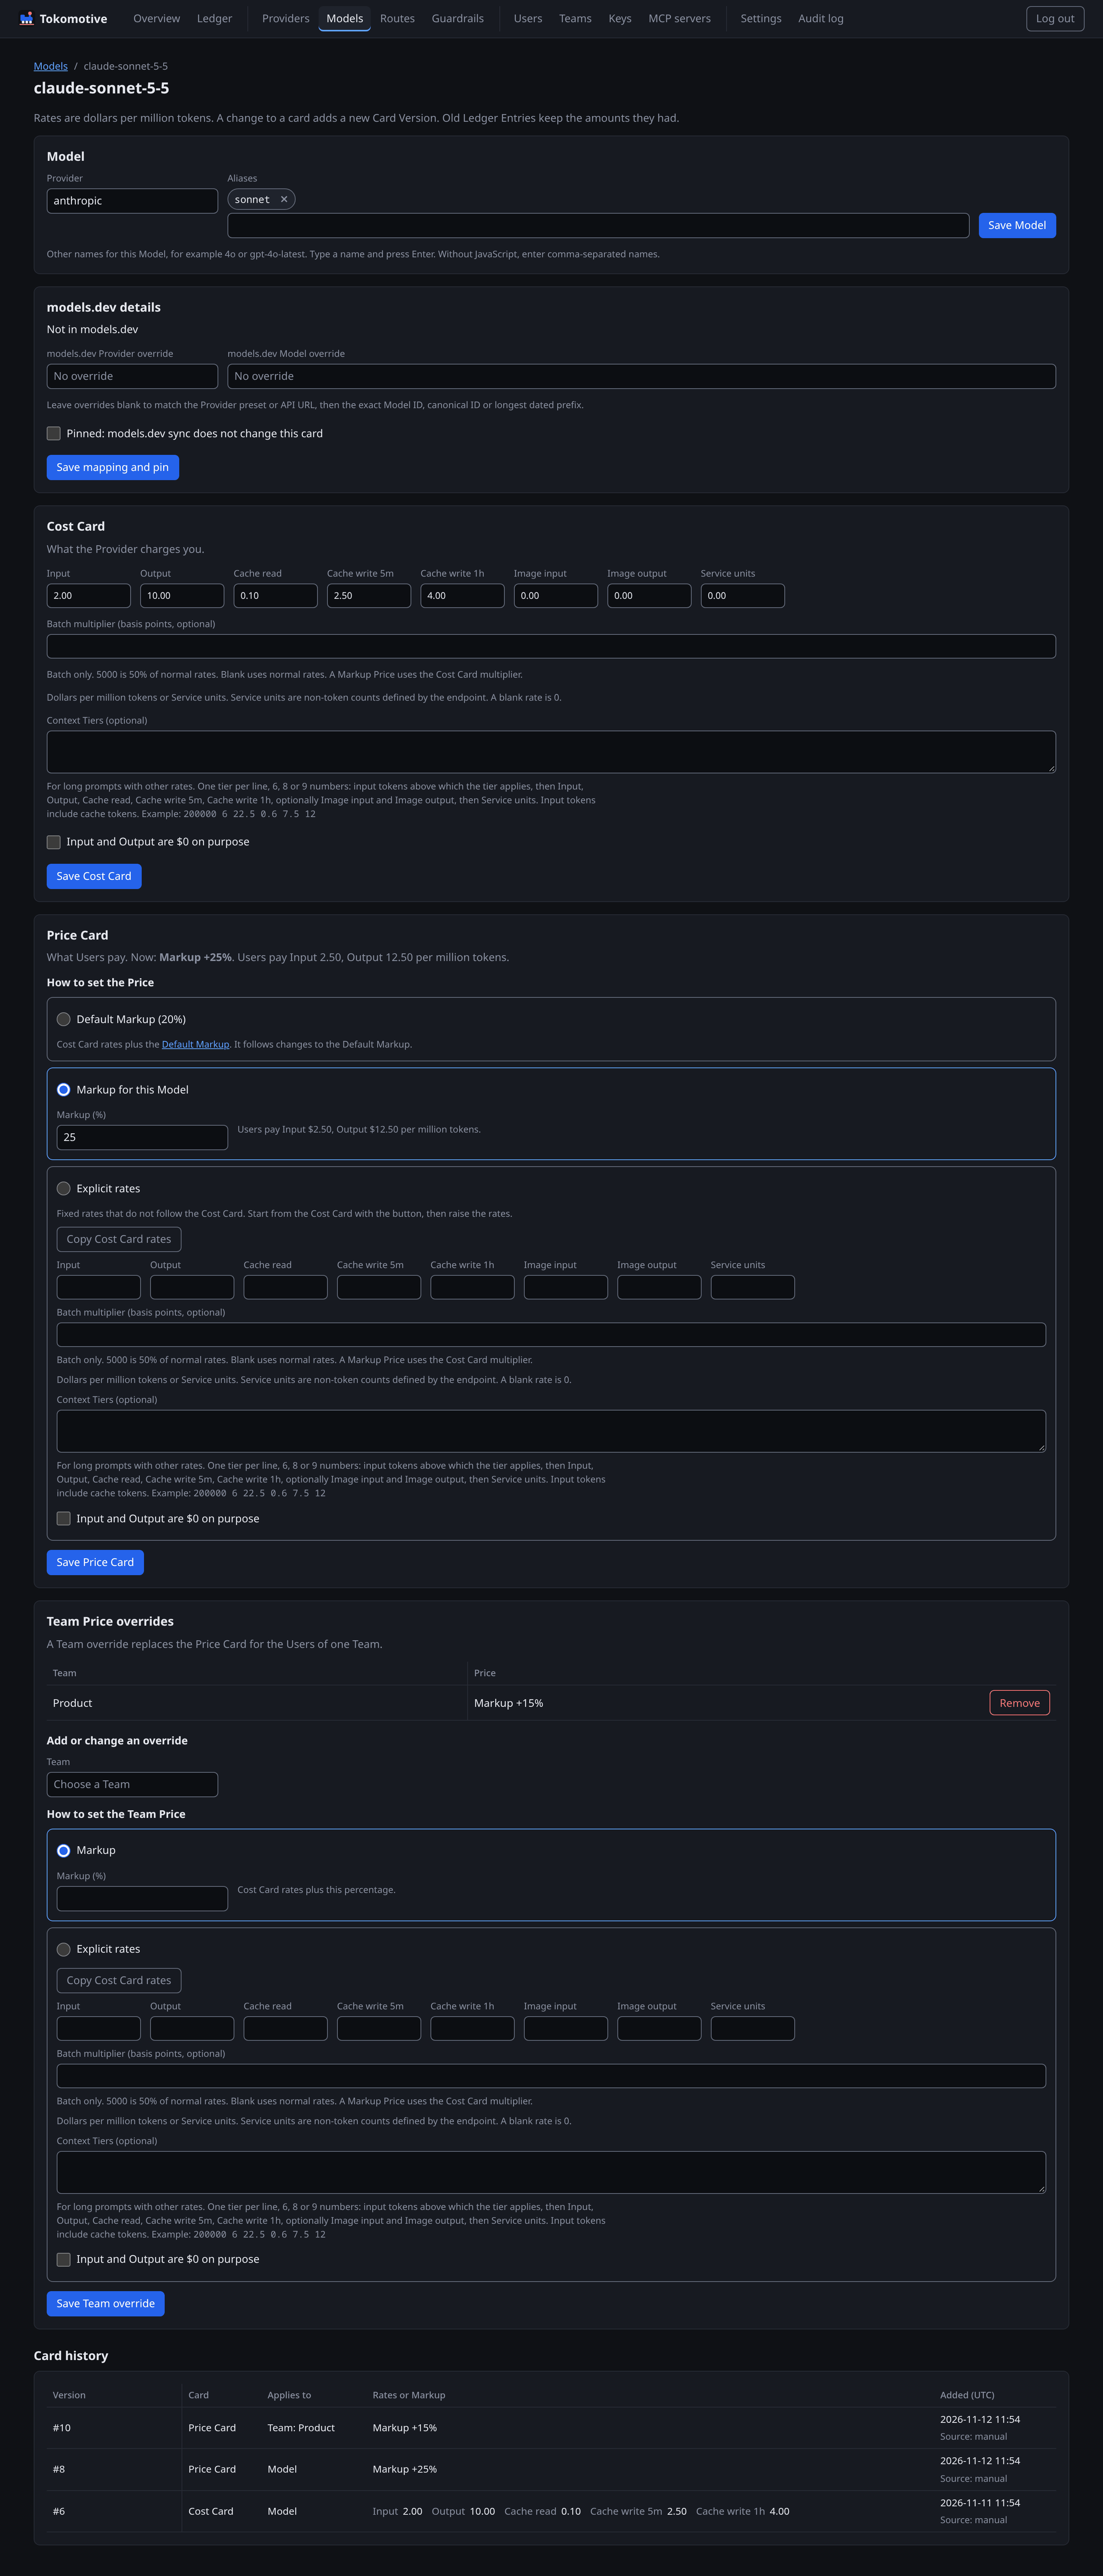 Tokomotive Overview Ledger Providers Models Routes Guardrails Users Teams Keys MCP servers Settings Audit log Log out
Models / claude-sonnet-5-5
claude-sonnet-5-5
Rates are dollars per million tokens. A change to a card adds a new Card Version. Old Ledger Entries keep the amounts they had.
Model
Provider Aliases
sonnet ✕
anthropic
Save Model
Other names for this Model, for example 4o or gpt-4o-latest. Type a name and press Enter. Without JavaScript, enter comma-separated names.
models.dev details
Not in models.dev
models.dev Provider override models.dev Model override
No override No override
Leave overrides blank to match the Provider preset or API URL, then the exact Model ID, canonical ID or longest dated prefix.
Pinned: models.dev sync does not change this card
Save mapping and pin
Cost Card
What the Provider charges you.
Input Output Cache read Cache write 5m Cache write 1h Image input Image output Service units
2.00 10.00 0.10 2.50 4.00 0.00 0.00 0.00
Batch multiplier (basis points, optional)
Batch only. 5000 is 50% of normal rates. Blank uses normal rates. A Markup Price uses the Cost Card multiplier.
Dollars per million tokens or Service units. Service units are non-token counts defined by the endpoint. A blank rate is 0.
Context Tiers (optional)
For long prompts with other rates. One tier per line, 6, 8 or 9 numbers: input tokens above which the tier applies, then Input,
Output, Cache read, Cache write 5m, Cache write 1h, optionally Image input and Image output, then Service units. Input tokens
include cache tokens. Example: 200000 6 22.5 0.6 7.5 12
Input and Output are $0 on purpose
Save Cost Card
Price Card
What Users pay. Now: Markup +25%. Users pay Input 2.50, Output 12.50 per million tokens.
How to set the Price
Default Markup (20%)
Cost Card rates plus the Default Markup. It follows changes to the Default Markup.
Markup for this Model
Markup (%)
25 Users pay Input $2.50, Output $12.50 per million tokens.
Explicit rates
Fixed rates that do not follow the Cost Card. Start from the Cost Card with the button, then raise the rates.
Copy Cost Card rates
Input Output Cache read Cache write 5m Cache write 1h Image input Image output Service units
Batch multiplier (basis points, optional)
Batch only. 5000 is 50% of normal rates. Blank uses normal rates. A Markup Price uses the Cost Card multiplier.
Dollars per million tokens or Service units. Service units are non-token counts defined by the endpoint. A blank rate is 0.
Context Tiers (optional)
For long prompts with other rates. One tier per line, 6, 8 or 9 numbers: input tokens above which the tier applies, then Input,
Output, Cache read, Cache write 5m, Cache write 1h, optionally Image input and Image output, then Service units. Input tokens
include cache tokens. Example: 200000 6 22.5 0.6 7.5 12
Input and Output are $0 on purpose
Save Price Card
Team Price overrides
A Team override replaces the Price Card for the Users of one Team.
Team Price
Product Markup +15% Remove
Add or change an override
Team
Choose a Team
How to set the Team Price
Markup
Markup (%)
Cost Card rates plus this percentage.
Explicit rates
Copy Cost Card rates
Input Output Cache read Cache write 5m Cache write 1h Image input Image output Service units
Batch multiplier (basis points, optional)
Batch only. 5000 is 50% of normal rates. Blank uses normal rates. A Markup Price uses the Cost Card multiplier.
Dollars per million tokens or Service units. Service units are non-token counts defined by the endpoint. A blank rate is 0.
Context Tiers (optional)
For long prompts with other rates. One tier per line, 6, 8 or 9 numbers: input tokens above which the tier applies, then Input,
Output, Cache read, Cache write 5m, Cache write 1h, optionally Image input and Image output, then Service units. Input tokens
include cache tokens. Example: 200000 6 22.5 0.6 7.5 12
Input and Output are $0 on purpose
Save Team override
Card history
Version Card Applies to Rates or Markup Added (UTC)
#10 Price Card Team: Product Markup +15% 2026-11-12 11:54
Source: manual
#8 Price Card Model Markup +25% 2026-11-12 11:54
Source: manual
#6 Cost Card Model Input 2.00 Output 10.00 Cache read 0.10 Cache write 5m 2.50 Cache write 1h 4.00 2026-11-11 11:54
Source: manual